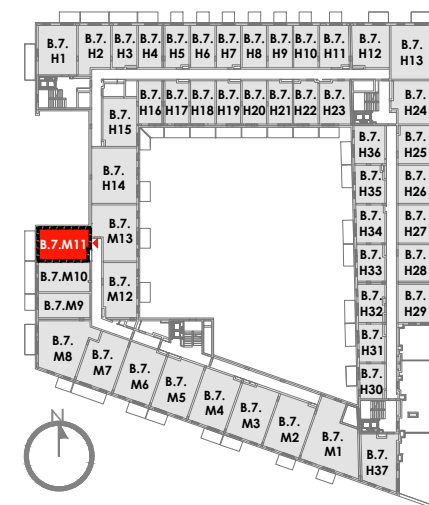 B.7.
H1
B.7.
H2
B.7.
H3
B.7.
H4
B.7.
H5
B.7.
H6
B.7.
H7
B.7.
H8
B.7.
H9
B.7.
H10
B.7.
H11
B.7.
H12
B.7.
H13
B.7.
H15
B.7.
H16
B.7.
H17
B.7.
H18
B.7.
H19
B.7.
H20
B.7.
H21
B.7.
H22
B.7.
H23
B.7.
H24
B.7.
H36
B.7.
H25
B.7.
H14
B.7.
H35
B.7.
H26
B.7.
M13
B.7.
H34
B.7.
H27
B.7.M11
B.7.
H33
B.7.
H28
B.7.M10
B.7.
M12
B.7.
H32
B.7.
H29
B.7.M9
B.7.
H31
B.7.
M8
B.7.
M7
B.7.
M6
B.7.
M5
B.7.
M4
B.7.
M3
B.7.
M2
B.7.
M1
B.7.
H30
B.7.
H37
N